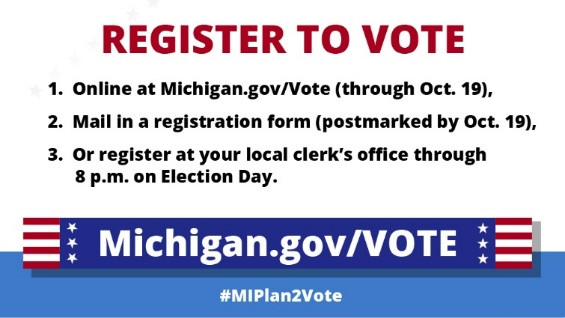 REGISTER TO VOTE
1. Online at Michigan.gov/Vote (through Oct. 19),
2. Mail in a registration form (postmarked by Oct. 19),
3. Or register at your local clerk’s office through
8 p.m. on Election Day.
Michigan.gov/VOTE
#MIPlan2Vote